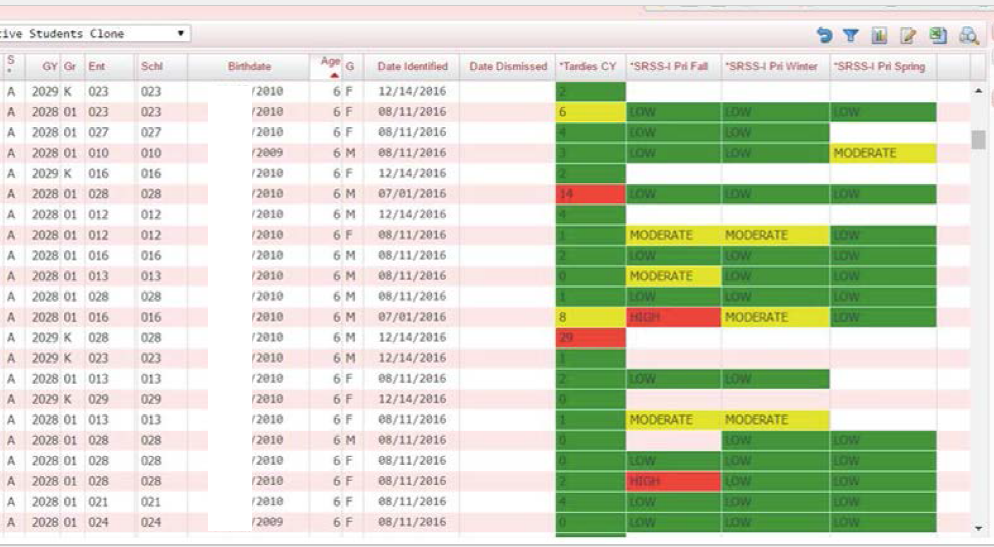 tive Students Clone
S * GY Gr Ent Schl Birthdate Age G Date Identified Date Dismissed *Tardies CY *SRSS-I Pri Fall *SRSS-I Pri Winter *SRSS-I Pri Spring
A 2029 K 023 023 /2010 6 F 12/14/2016 2
A 2028 01 023 023 /2010 6 F 08/11/2016 6 LOW LOW LOW
A 2028 01 027 027 /2010 6 F 08/11/2016 4 LOW LOW
A 2028 01 010 010 /2009 6 M 08/11/2016 3 LOW LOW MODERATE
A 2029 K 016 016 /2010 6 F 12/14/2016 2
A 2028 01 028 028 /2010 6 M 07/01/2016 14 LOW LOW LOW
A 2028 01 012 012 /2010 6 M 12/14/2016 4
A 2028 01 012 012 /2010 6 F 08/11/2016 1 MODERATE MODERATE LOW
A 2028 01 016 016 /2010 6 M 08/11/2016 2 LOW LOW LOW
A 2028 01 013 013 /2010 6 M 08/11/2016 0 MODERATE LOW LOW
A 2028 01 028 028 /2010 6 M 08/11/2016 1 LOW LOW LOW
A 2028 01 016 016 /2010 6 M 07/01/2016 8 HIGH MODERATE LOW
A 2029 K 028 028 /2010 6 M 12/14/2016 29
A 2029 K 023 023 /2010 6 M 12/14/2016 1
A 2028 01 013 013 /2010 6 F 08/11/2016 2 LOW LOW
A 2029 K 029 029 /2010 6 F 12/14/2016 0
A 2028 01 013 013 /2010 6 F 08/11/2016 1 MODERATE MODERATE
A 2028 01 028 028 /2010 6 M 08/11/2016 0 LOW LOW
A 2028 01 028 028 /2010 6 F 08/11/2016 0 LOW LOW LOW
A 2028 01 028 028 /2010 6 F 08/11/2016 2 HIGH LOW LOW
A 2028 01 021 021 /2010 6 F 08/11/2016 4 LOW LOW LOW
A 2028 01 024 024 /2009 6 F 08/11/2016 0 LOW LOW LOW